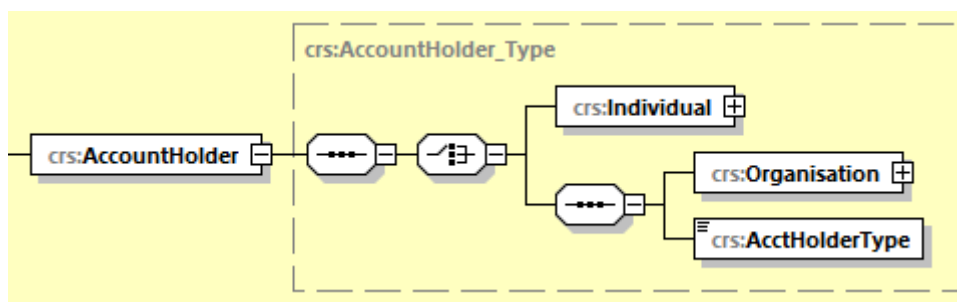 crs:AccountHolder_Type
crs:Individual
crs:AccountHolder
crs:Organisation
crs:AcctHolderType